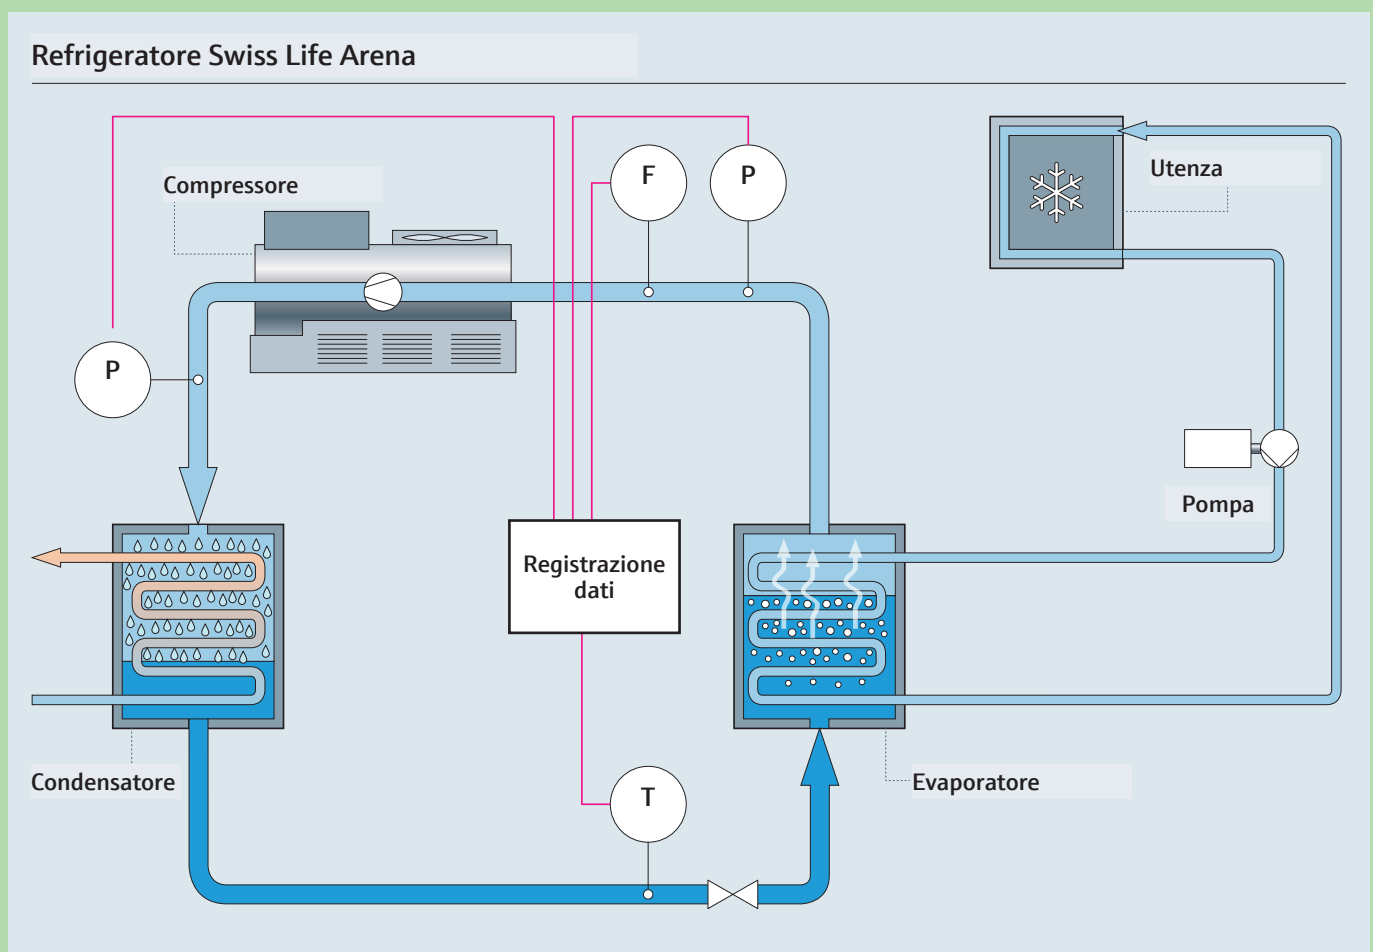 Refrigeratore Swiss Life Arena
Compressore
F
P
Utenza
P
Pompa
Registrazione
dati
Condensatore
T
Evaporatore